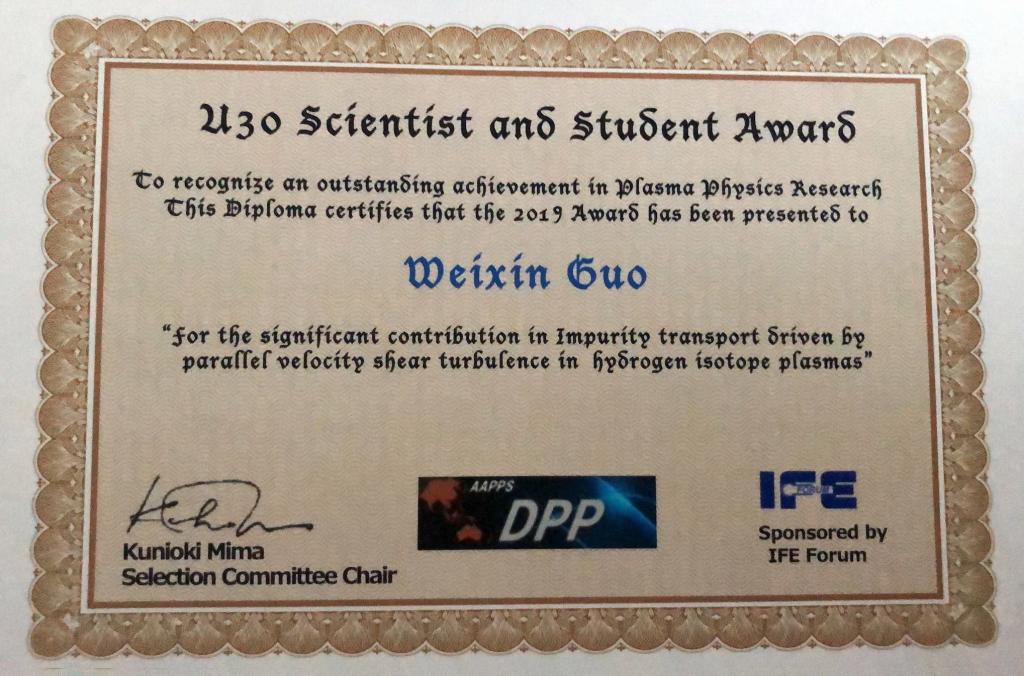 U30 Scientist and Student Award
To recognize an outstanding achievement in Plasma Physics Research
This Diploma certifies that the 2019 Award has been presented to
Weixin Guo
"For the significant contribution in Impurity transport driven by
parallel velocity shear turbulence in hydrogen isotope plasmas"
Kunioki Mima
Selection Committee Chair
AAPPS
DPP
IFE
Forum
Sponsored by
IFE Forum